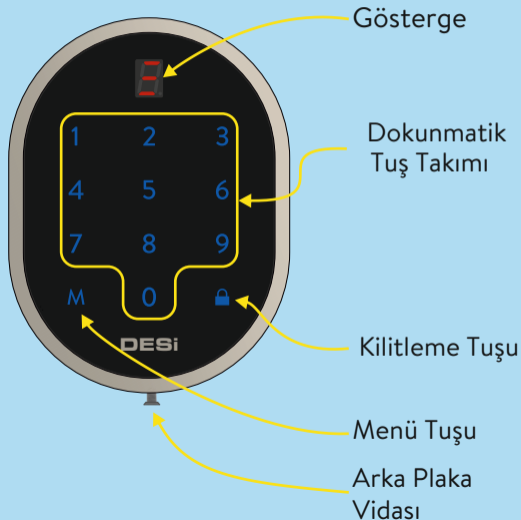 Gösterge
1 2 3
Dokunmatik
Tuş Takımı
4 5 6
7 8 9
M 0
DESi
Kilitleme Tuşu
Menü Tuşu
Arka Plaka
Vidası